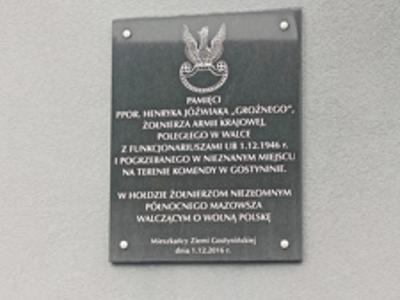 PAMIĘCI
PPOR. HENRYKA JÓŹWIAKA „GROŹNEGO",
ŻOŁNIERZA ARMII KRAJOWEJ,
POLEGŁEGO W WALCE
Z FUNKCJONARIUSZAMI UB 1.12.1946 r.
I POGRZEBANEGO W NIEZNANYM MIEJSCU
NA TERENIE KOMENDY W GOSTYNINIE.
W HOŁDZIE ŻOŁNIERZOM NIEZŁOMNYM
PÓŁNOCNEGO MAZOWSZA
WALCZĄCYM O WOLNĄ POLSKĘ
Mieszkańcy Ziemi Gostynińskiej
dnia 1.12.2016 r.